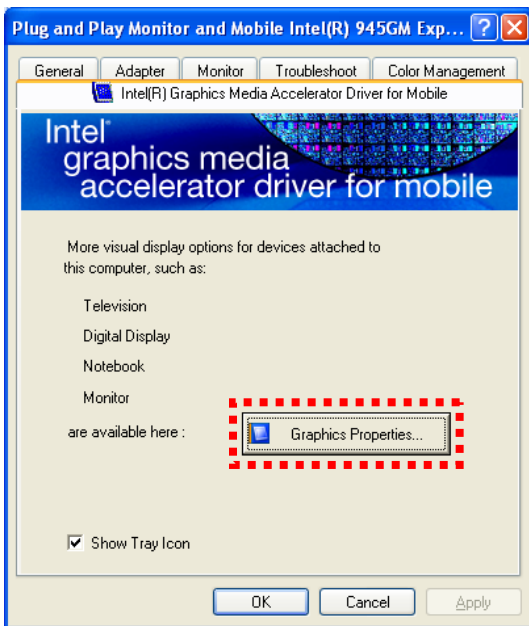 Plug and Play Monitor and Mobile Intel(R) 945GM Exp...
General Adapter Monitor Troubleshoot Color Management
Intel(R) Graphics Media Accelerator Driver for Mobile
Intel®
graphics media
accelerator driver for mobile
More visual display options for devices attached to
this computer, such as:
Television
Digital Display
Notebook
Monitor
are available here :
Graphics Properties...
Show Tray Icon
OK Cancel Apply